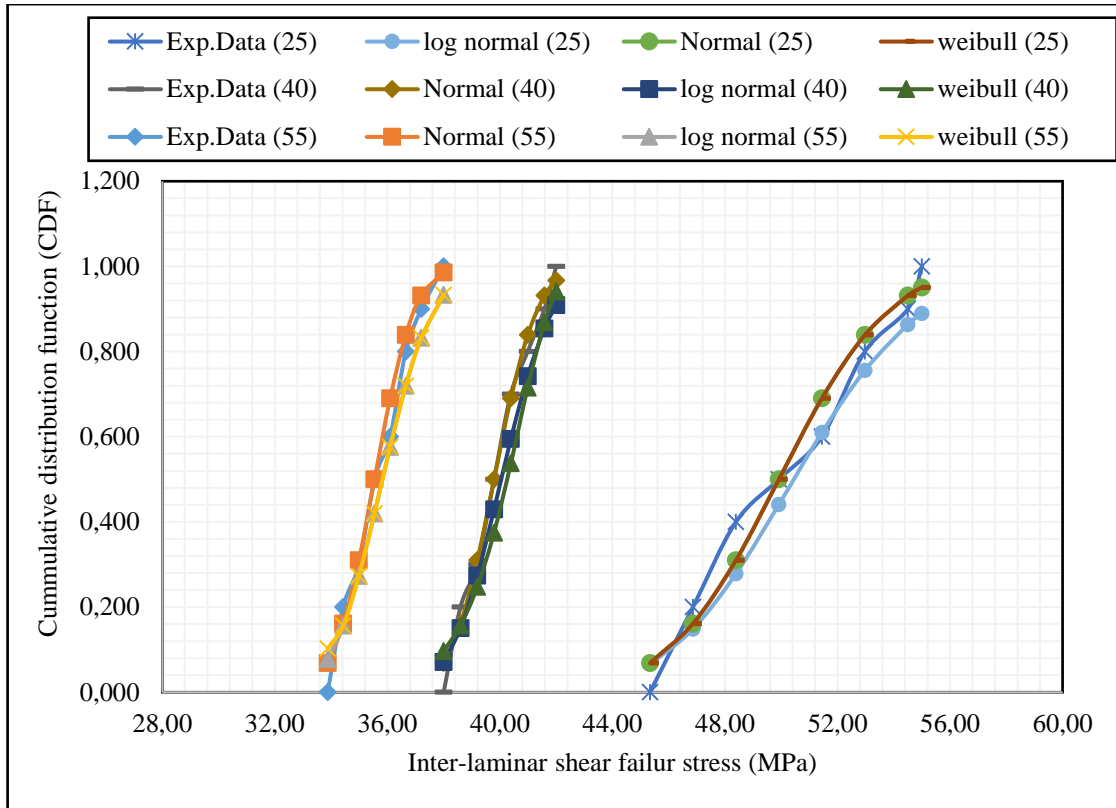 Exp.Data (25) log normal (25) Normal (25) weibull (25)
Exp.Data (40) Normal (40) log normal (40) weibull (40)
Exp.Data (55) Normal (55) log normal (55) weibull (55)
Cummulative distribution function (CDF)
1,200
1,000
0,800
0,600
0,400
0,200
0,000
28,00 32,00 36,00 40,00 44,00 48,00 52,00 56,00 60,00
Inter-laminar shear failur stress (MPa)